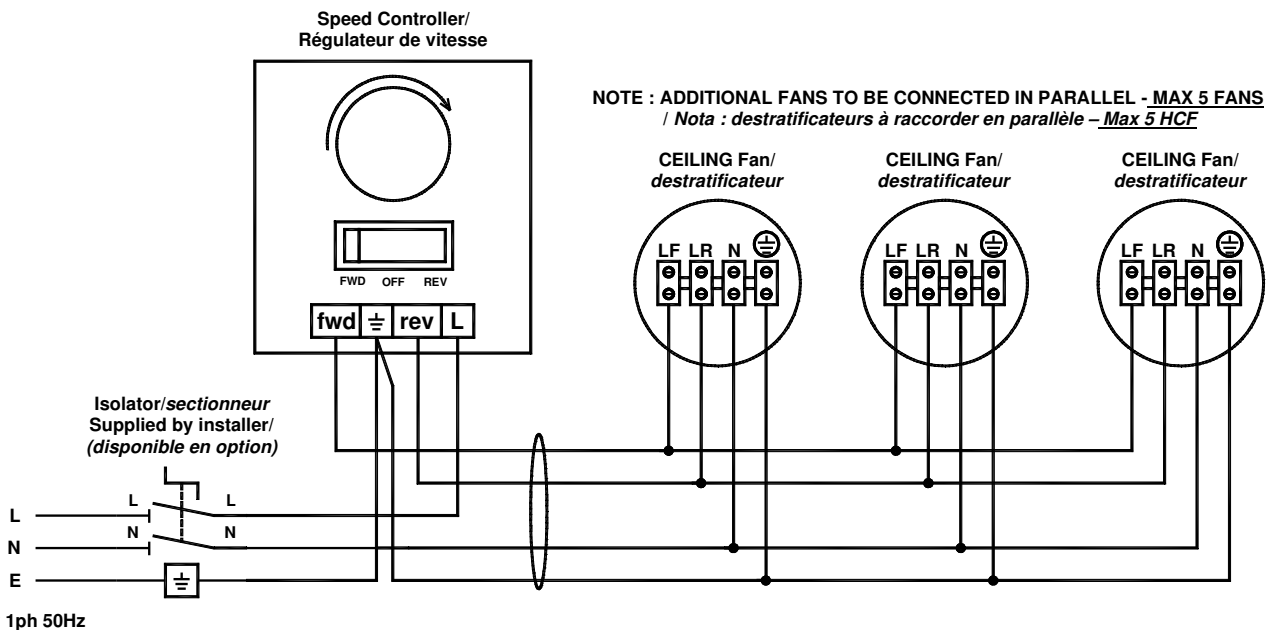 Speed Controller/
Régulateur de vitesse
NOTE : ADDITIONAL FANS TO BE CONNECTED IN PARALLEL - MAX 5 FANS
/ Nota : destratificateurs à raccorder en parallèle – Max 5 HCF
CEILING Fan/
destratificateur
CEILING Fan/
destratificateur
CEILING Fan/
destratificateur
LF LR N
LF LR N
LF LR N
FWD OFF REV
fwd rev L
Isolator/sectionneur
Supplied by installer/
(disponible en option)
L L L
N N N
E
1ph 50Hz